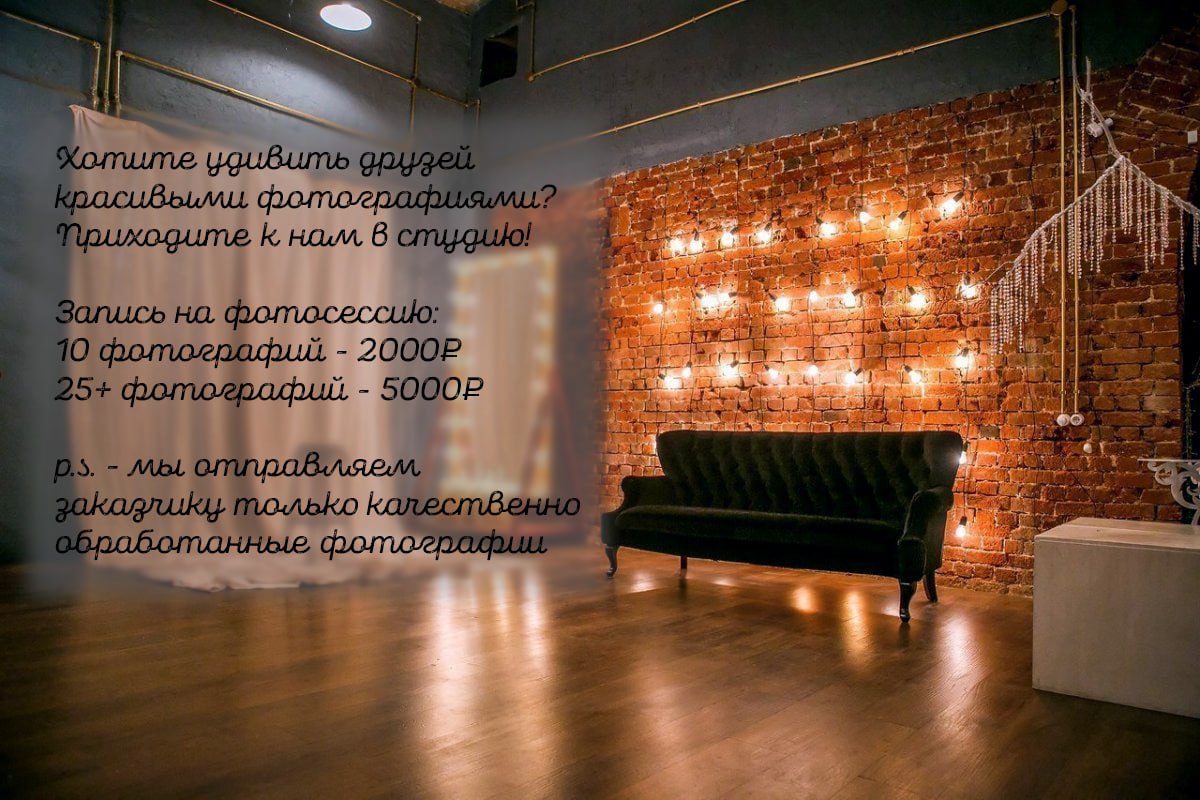 Хотите удивить друзей
красивыми фотографиями?
Приходите к нам в студию!
Запись на фотосессию:
10 фотографий - 2000₽
25+ фотографий - 5000₽
p.s. - мы отправляем
заказчику только качественно
обработанные фотографии